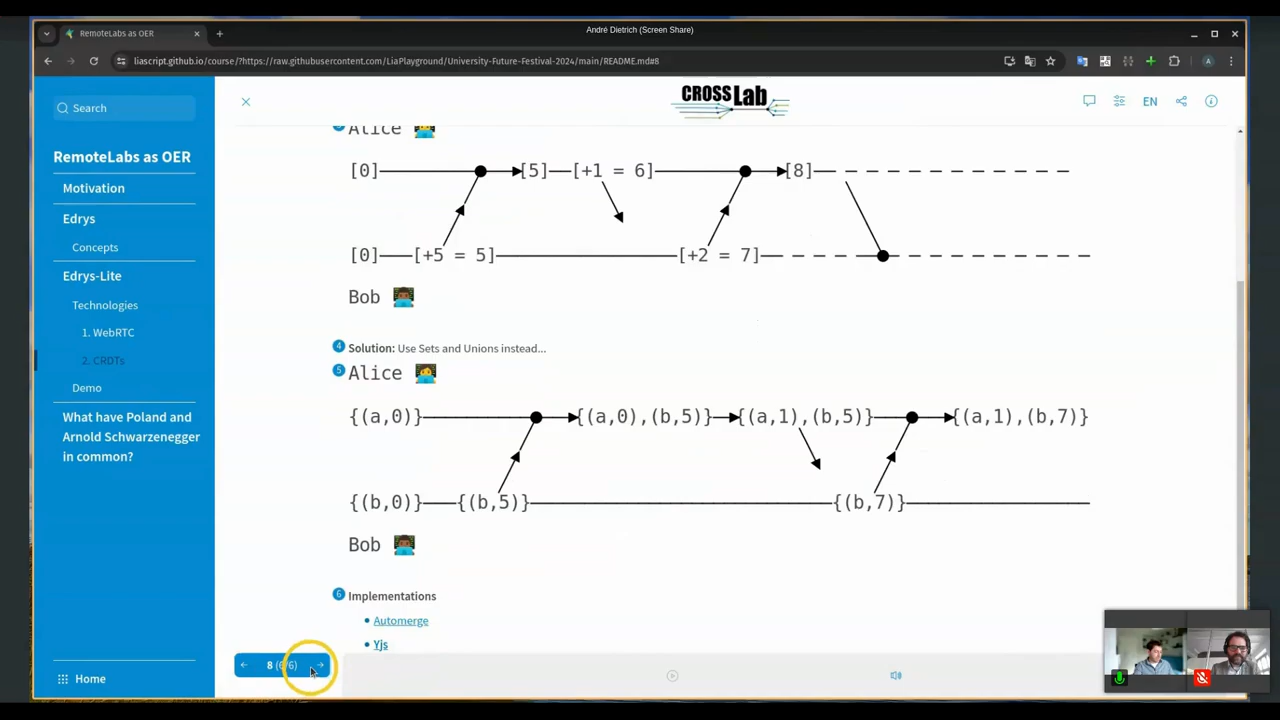 André Dietrich (Screen Share)
RemoteLabs as OER
liascript.github.io/course/?https://raw.githubusercontent.com/LiaPlayground/University-Future-Festival-2024/main/README.md#8
A
Search
CROSSLab
EN
RemoteLabs as OER
Motivation
Edrys
Concepts
Edrys-Lite
Technologies
1. WebRTC
2. CRDTs
Demo
What have Poland and
Arnold Schwarzenegger
in common?
Home
Alice
[0] [5] [+1 = 6] [8]
[0] [+5 = 5] [+2 = 7]
Bob
4 Solution: Use Sets and Unions instead...
5 Alice
{(a,0)} {(a,0),(b,5)} {(a,1),(b,5)} {(a,1),(b,7)}
{(b,0)} {(b,5)} {(b,7)}
Bob
6 Implementations
• Automerge
• Yjs
8 (6/6)